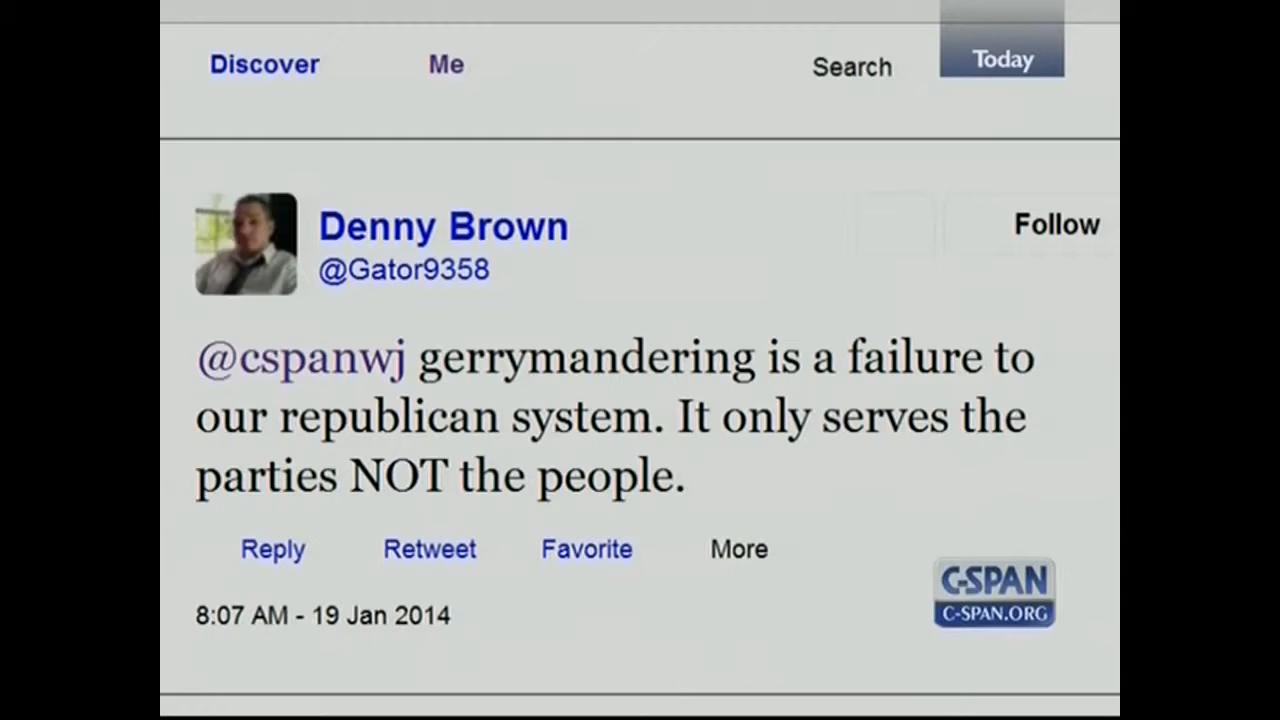 Discover Me Search Today
Denny Brown Follow
@Gator9358
@cspanwj gerrymandering is a failure to
our republican system. It only serves the
parties NOT the people.
Reply Retweet Favorite More
C-SPAN
C-SPAN.ORG
8:07 AM - 19 Jan 2014